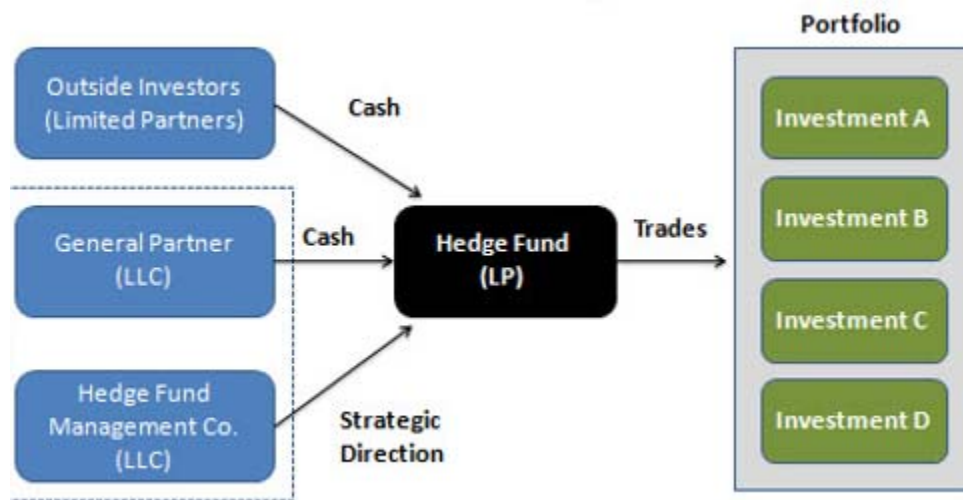 Portfolio
Outside Investors
(Limited Partners)
Cash
Investment A
General Partner
(LLC)
Cash
Hedge Fund
(LP)
Trades
Investment B
Investment C
Hedge Fund
Management Co.
(LLC)
Strategic
Direction
Investment D